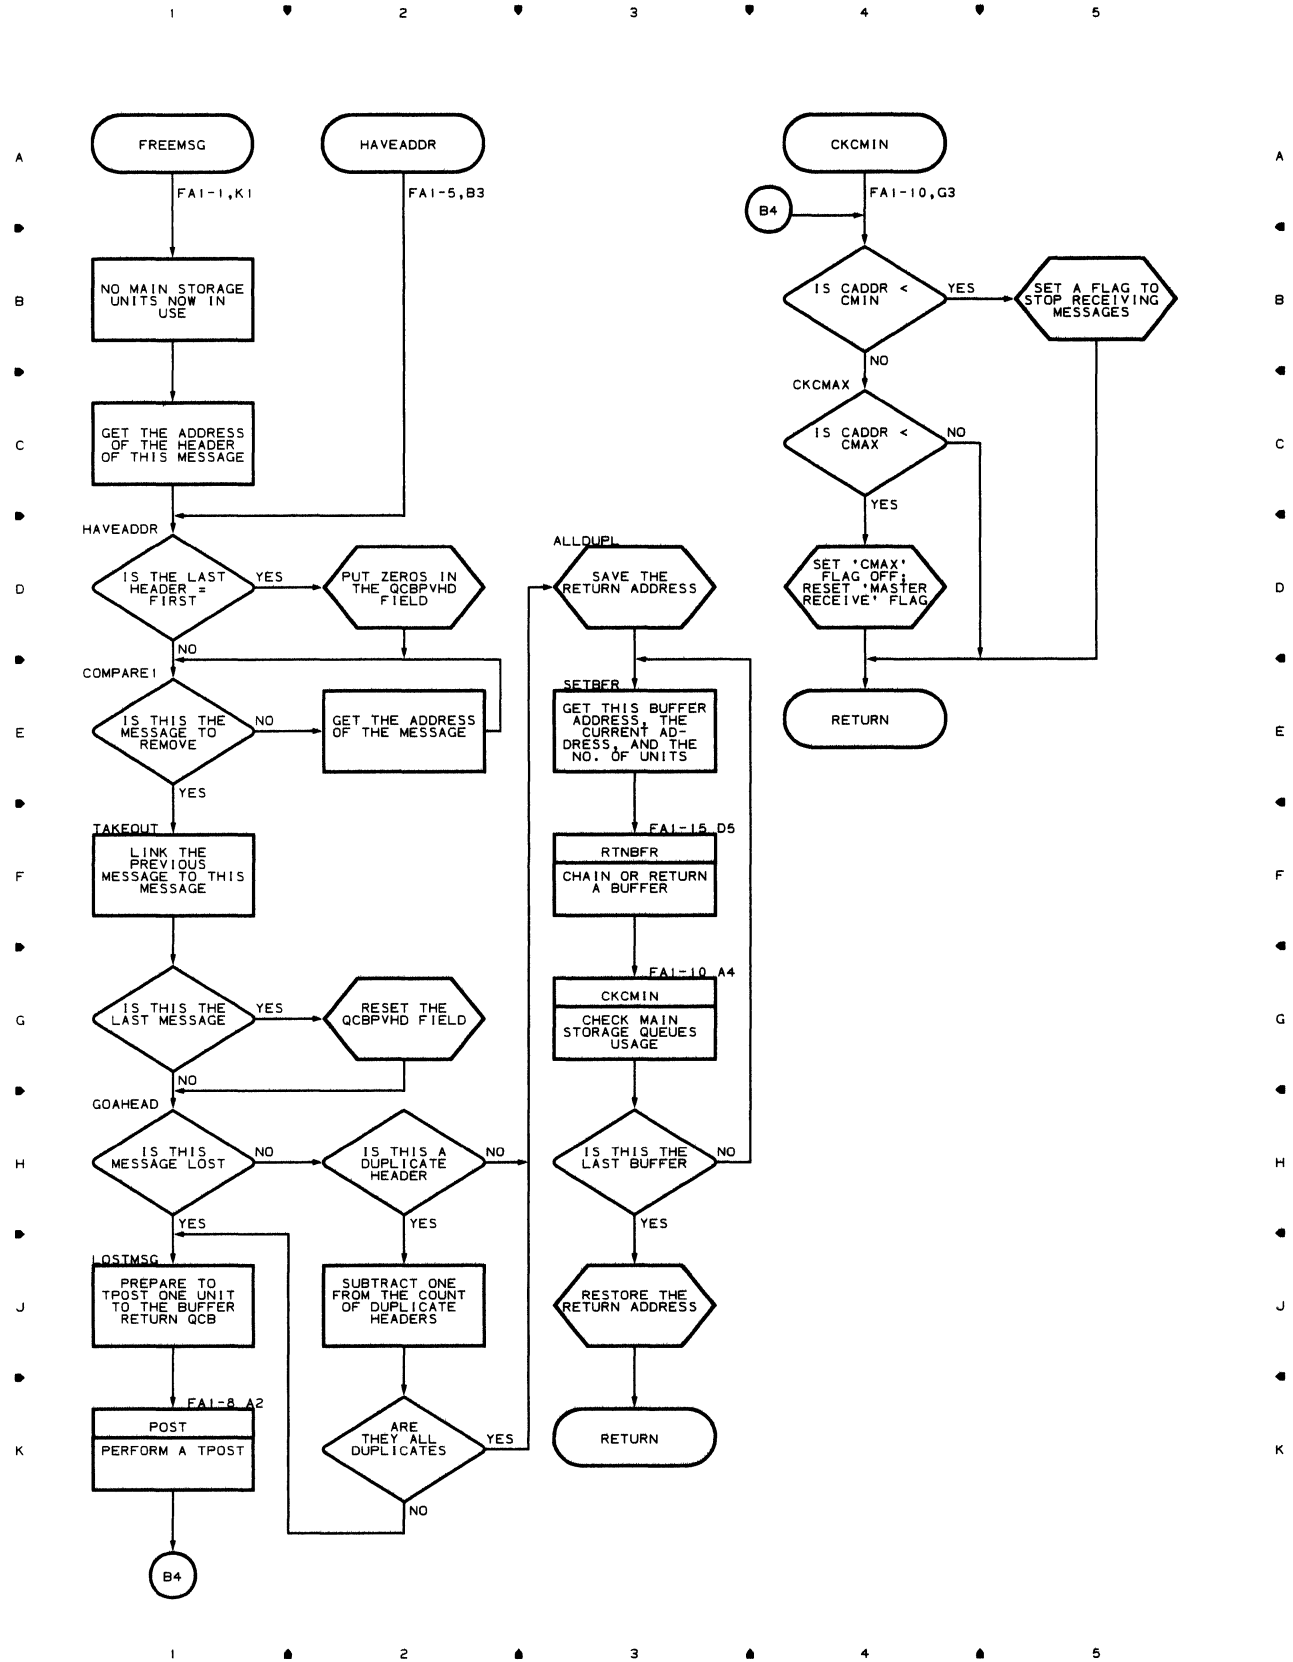 1 2 3 4 5
A
FREEMSG
HAVEADDR
CKCMIN
A
FA1-1,K1
FA1-5,B3
FA1-10,G3
B4
B
NO MAIN STORAGE
UNITS NOW IN
USE
IS CADDR <
CMIN
YES
NO
SET A FLAG TO
STOP RECEIVING
MESSAGES
B
C
GET THE ADDRESS
OF THE HEADER
OF THIS MESSAGE
CKCMAX
IS CADDR <
CMAX
NO
YES
C
D
HAVEADDR
IS THE LAST
HEADER =
FIRST
YES
NO
PUT ZEROS IN
THE QCBPVHD
FIELD
ALLDUPL
SAVE THE
RETURN ADDRESS
SET 'CMAX'
FLAG OFF;
RESET 'MASTER
RECEIVE' FLAG
D
E
COMPARE1
IS THIS THE
MESSAGE TO
REMOVE
NO
YES
GET THE ADDRESS
OF THE MESSAGE
SETBFR
GET THIS BUFFER
ADDRESS, THE
CURRENT AD-
DRESS, AND THE
NO. OF UNITS
RETURN
E
F
TAKEOUT
LINK THE
PREVIOUS
MESSAGE TO THIS
MESSAGE
FA1-15 D5
RTNBFR
CHAIN OR RETURN
A BUFFER
F
G
IS THIS THE
LAST MESSAGE
YES
NO
RESET THE
QCBPVHD FIELD
FA1-10 A4
CKCMIN
CHECK MAIN
STORAGE QUEUES
USAGE
G
H
GOAHEAD
IS THIS
MESSAGE LOST
NO
YES
IS THIS A
DUPLICATE
HEADER
NO
YES
IS THIS THE
LAST BUFFER
NO
YES
H
J
LOSTMSG
PREPARE TO
TPOST ONE UNIT
TO THE BUFFER
RETURN QCB
SUBTRACT ONE
FROM THE COUNT
OF DUPLICATE
HEADERS
RESTORE THE
RETURN ADDRESS
J
K
FA1-8 A2
POST
PERFORM A TPOST
ARE
THEY ALL
DUPLICATES
YES
NO
RETURN
K
B4
1 2 3 4 5